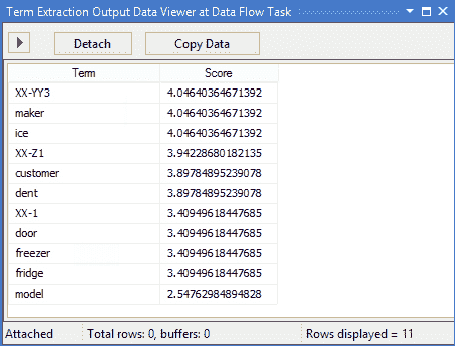 Term Extraction Output Data Viewer at Data Flow Task
Detach Copy Data
Term Score
XX-YY3 4.04640364671392
maker 4.04640364671392
ice 4.04640364671392
XX-Z1 3.94228680182135
customer 3.89784895239078
dent 3.89784895239078
XX-1 3.40949618447685
door 3.40949618447685
freezer 3.40949618447685
fridge 3.40949618447685
model 2.54762984894828
Attached Total rows: 0, buffers: 0 Rows displayed = 11